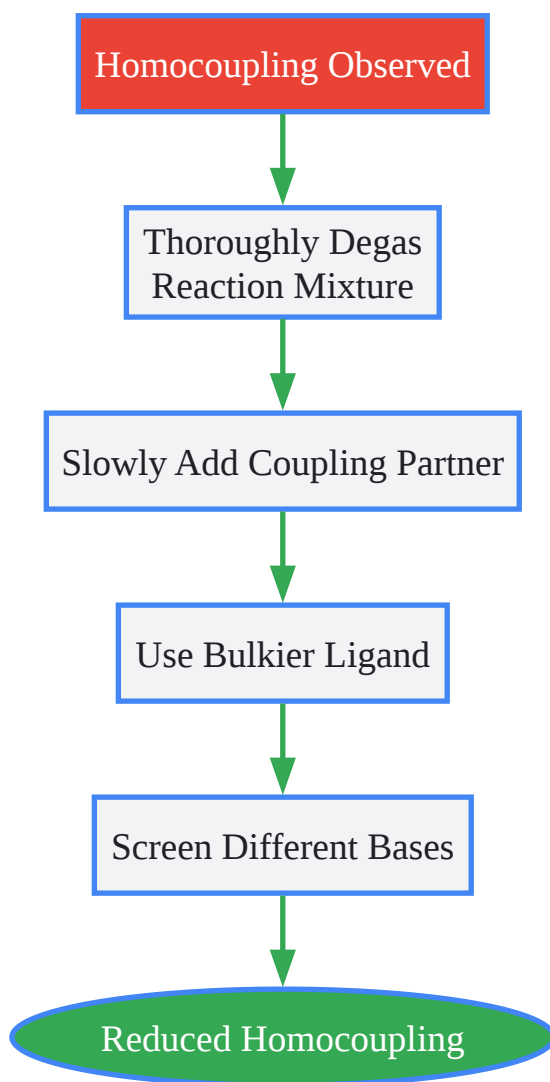 Homocoupling Observed
Thoroughly Degas
Reaction Mixture
Slowly Add Coupling Partner
Use Bulkier Ligand
Screen Different Bases
Reduced Homocoupling